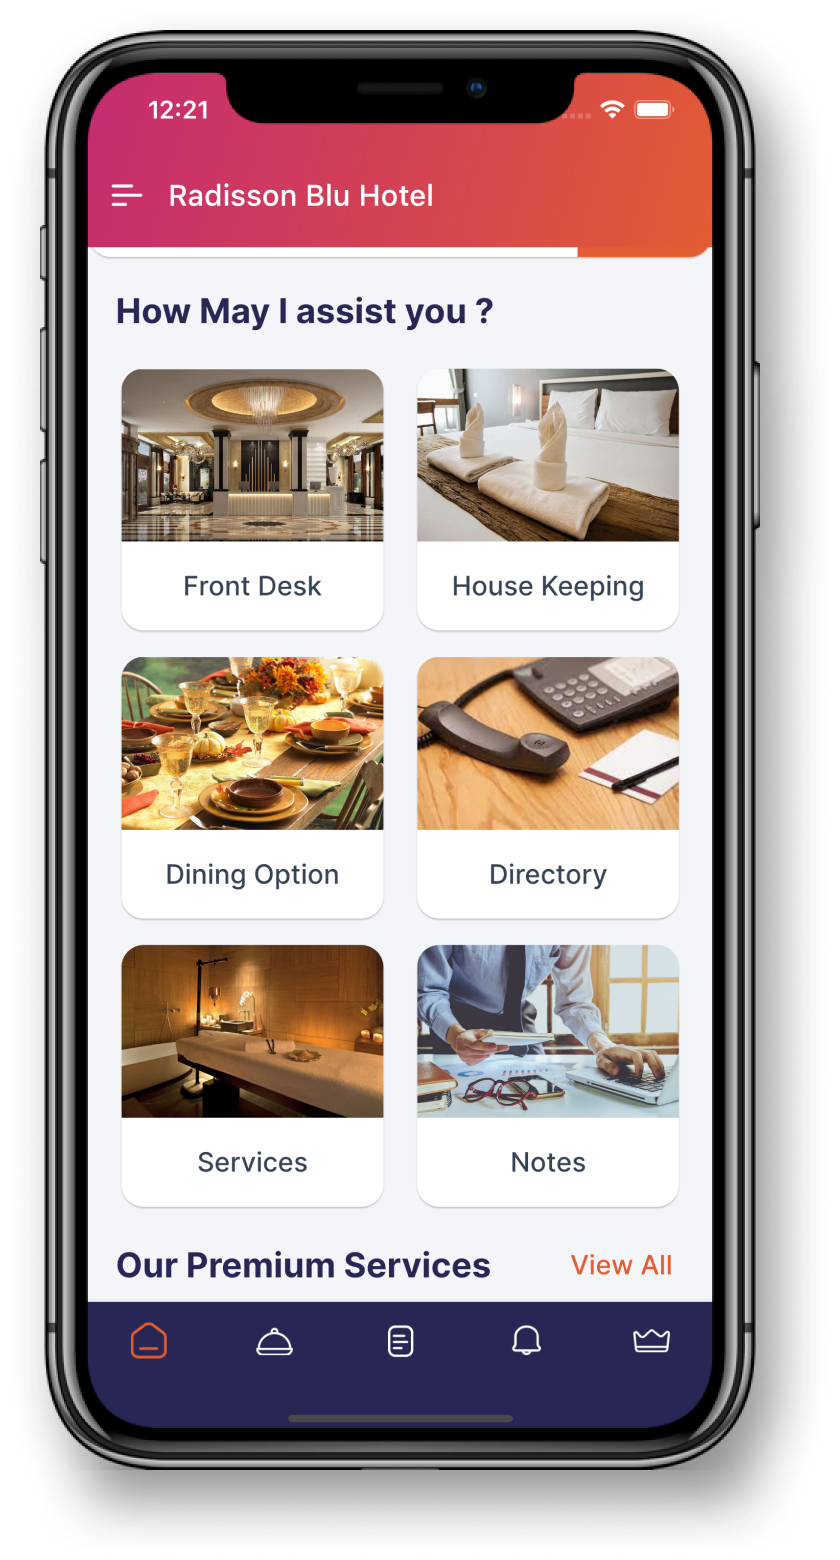 12:21
Radisson Blu Hotel
How May I assist you ?
Front Desk
House Keeping
Dining Option
Directory
Services
Notes
Our Premium Services
View All